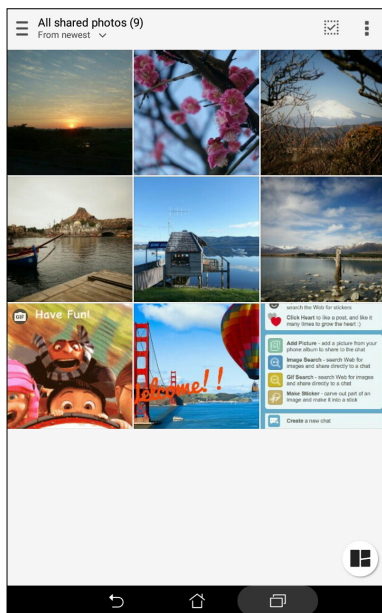 All shared photos (9)
From newest
GIF Have Fun!
Welcome! !
search the Web for stickers
Click Heart to like a post, and like it
many times to grow the heart :)
Add Picture - add a picture from your
phone album to share to the chat
Image Search - search Web for
images and share directly to a chat
Gif Search - search Web for images
and share directly to a chat
Make Sticker - carve out part of an
image and make it into a stick
Create a new chat